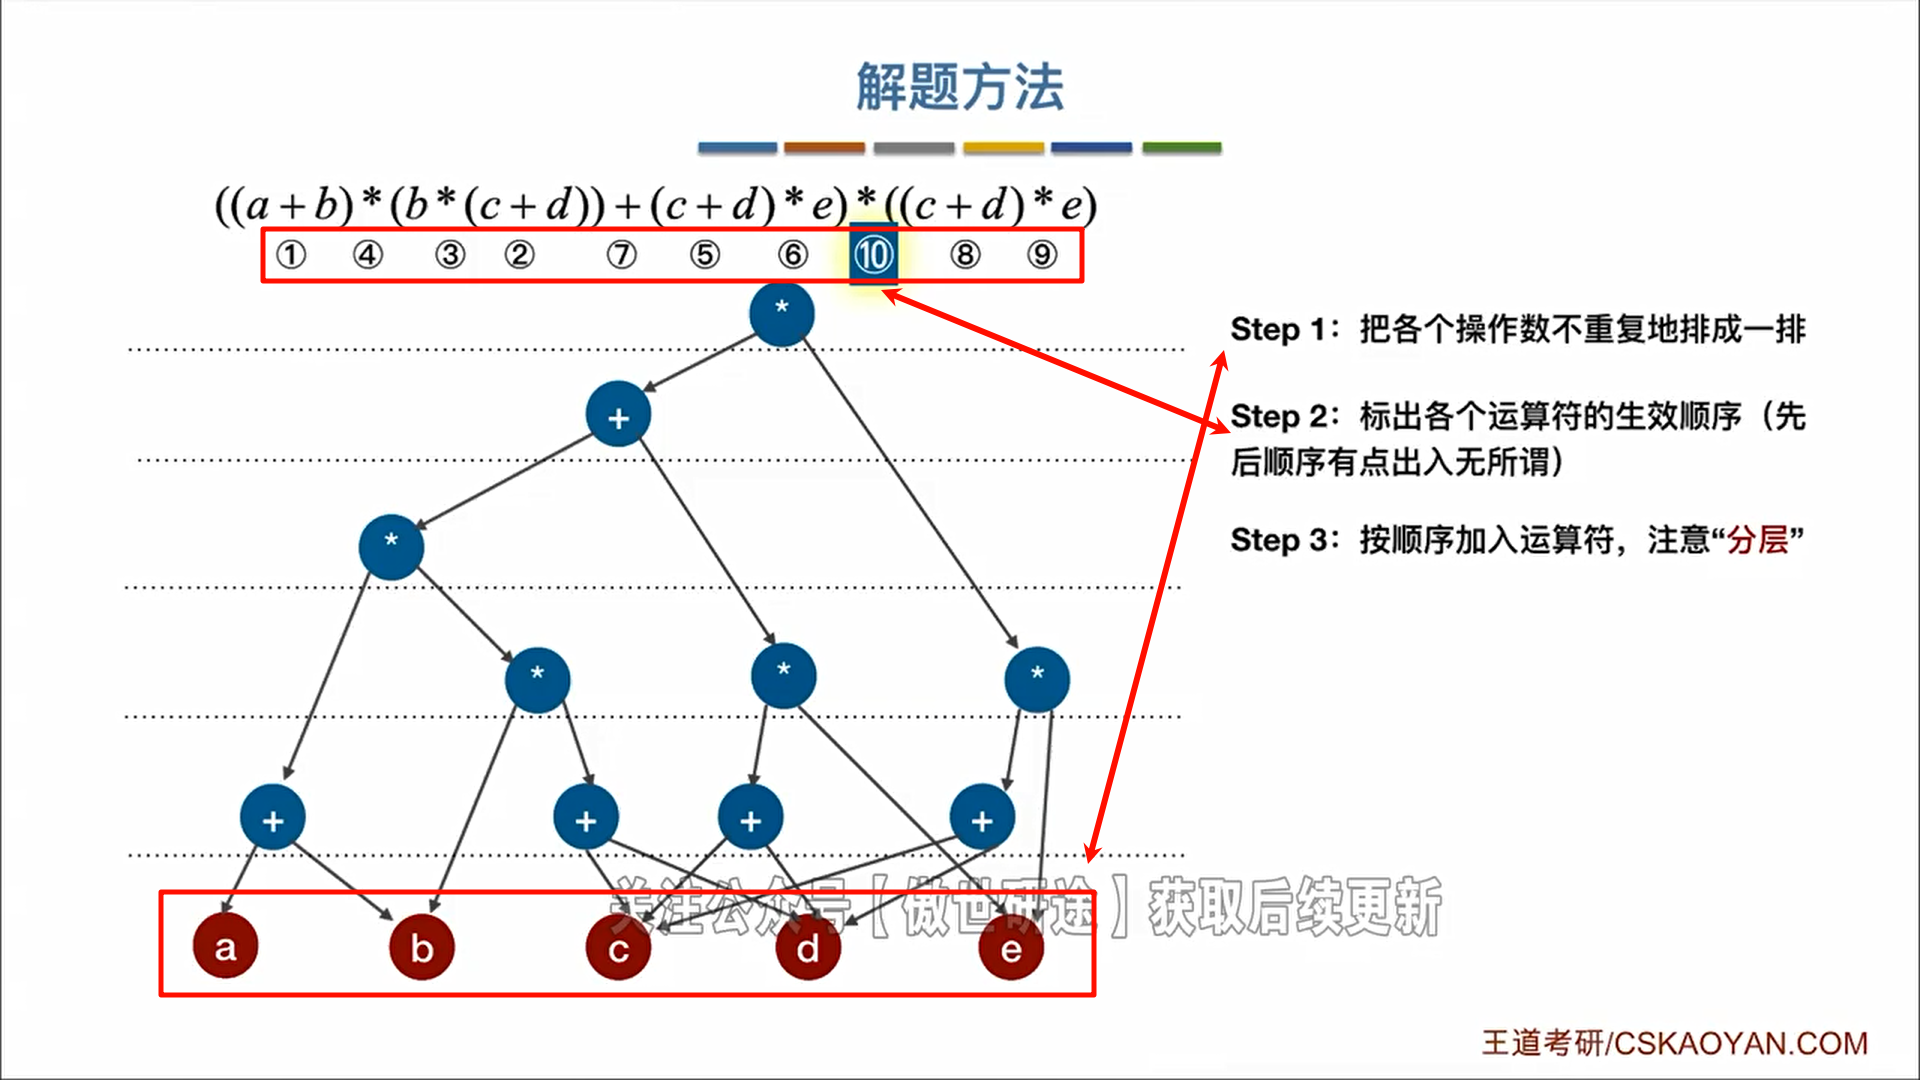 解题方法
((a+b)*(b*(c+d))+(c+d)*e)*((c+d)*e)
① ④ ③ ② ⑦ ⑤ ⑥ ⑩ ⑧ ⑨
*
Step 1：把各个操作数不重复地排成一排
+
Step 2：标出各个运算符的生效顺序（先
后顺序有点出入无所谓）
*
Step 3：按顺序加入运算符，注意“分层”
* * *
+ + + +
关注公众号【傲世研途】获取后续更新
a b c d e
王道考研/CSKAOYAN.COM